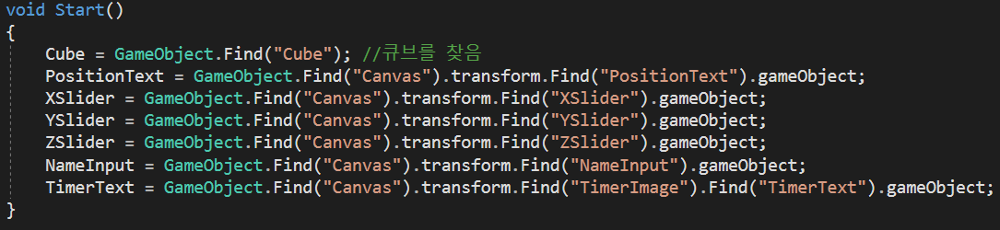 void Start()
{
Cube = GameObject.Find("Cube"); //큐브를 찾음
PositionText = GameObject.Find("Canvas").transform.Find("PositionText").gameObject;
XSlider = GameObject.Find("Canvas").transform.Find("XSlider").gameObject;
YSlider = GameObject.Find("Canvas").transform.Find("YSlider").gameObject;
ZSlider = GameObject.Find("Canvas").transform.Find("ZSlider").gameObject;
NameInput = GameObject.Find("Canvas").transform.Find("NameInput").gameObject;
TimerText = GameObject.Find("Canvas").transform.Find("TimerImage").Find("TimerText").gameObject;
}